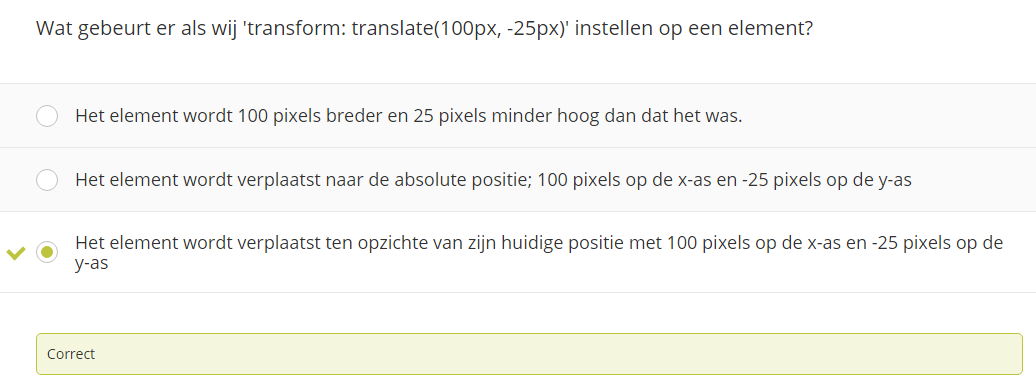 Wat gebeurt er als wij 'transform: translate(100px, -25px)' instellen op een element?
Het element wordt 100 pixels breder en 25 pixels minder hoog dan dat het was.
Het element wordt verplaatst naar de absolute positie; 100 pixels op de x-as en -25 pixels op de y-as
Het element wordt verplaatst ten opzichte van zijn huidige positie met 100 pixels op de x-as en -25 pixels op de
y-as
Correct